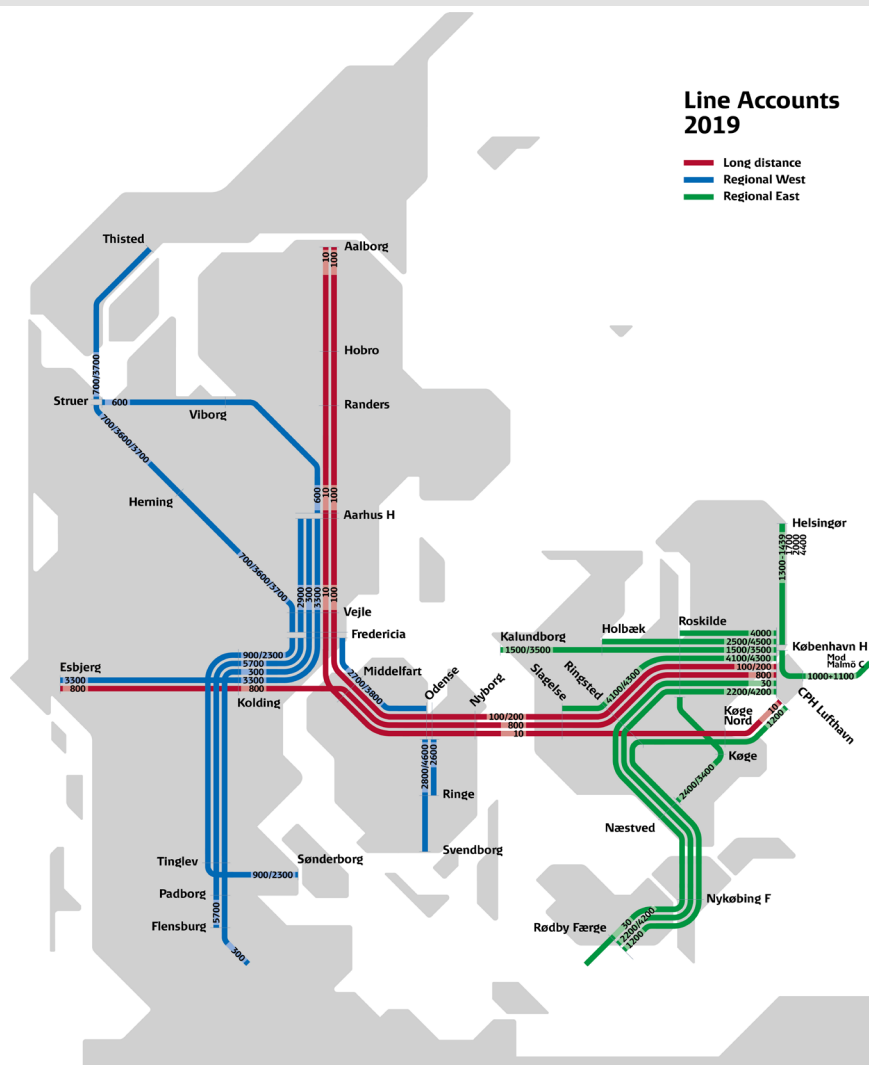 Line Accounts
2019
Long distance
Regional West
Regional East
Thisted
Aalborg
10
100
Hobro
700/3700
Struer
600
Randers
Viborg
700/3600/3700
Herning
600
10
100
Aarhus H
Helsingør
1300-1439
1700
2000
4400
700/3600/3700
2900
300
3300
10
100
Vejle
Fredericia
Roskilde
4000
Holbæk
2500/4500
Kalundborg
1500/3500
1500/3500
København H
4100/4300
Mod
Malmö C
1000+1100
900/2300
5700
300
3300
Esbjerg
3300
800
800
Kolding
Middelfart
2700/3800
Odense
Nyborg
Slagelse
Ringsted
4100/4300
100/200
800
30
2200/4200
CPH Lufthavn
100/200
800
10
Køge
Nord
10
1200
Køge
2800/4600
2600
Ringe
2400/3400
Næstved
Svendborg
Tinglev
Sønderborg
900/2300
Padborg
5700
Flensburg
300
Nykøbing F
Rødby Færge
30
2200/4200
1200